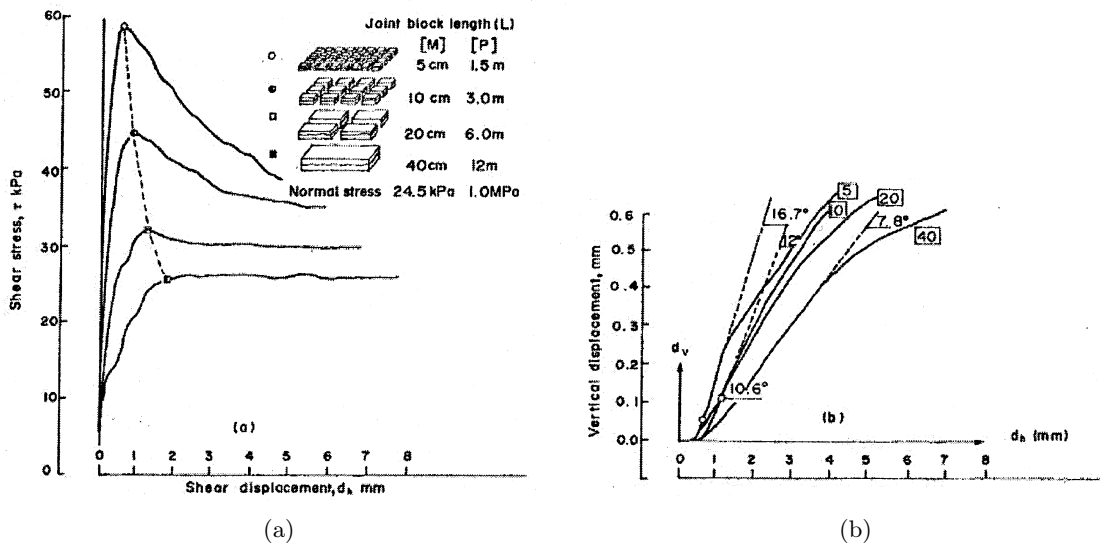 Joint block length (L)
[M] [P]
5 cm 1.5 m
10 cm 3.0 m
20 cm 6.0 m
40cm 12m
Normal stress 24.5 kPa 1.0MPa
60
50
40
30
20
10
0
Shear stress, τ kPa
(a)
0 1 2 3 4 5 6 7 8
Shear displacement, dh mm
(a)
5
20
10
40
16.7°
12°
7.8°
10.6°
0.6
0.5
0.4
0.3
0.2
0.1
0.0
Vertical displacement, mm
dv
(b)
dh (mm)
0 1 2 3 4 5 6 7 8
(b)